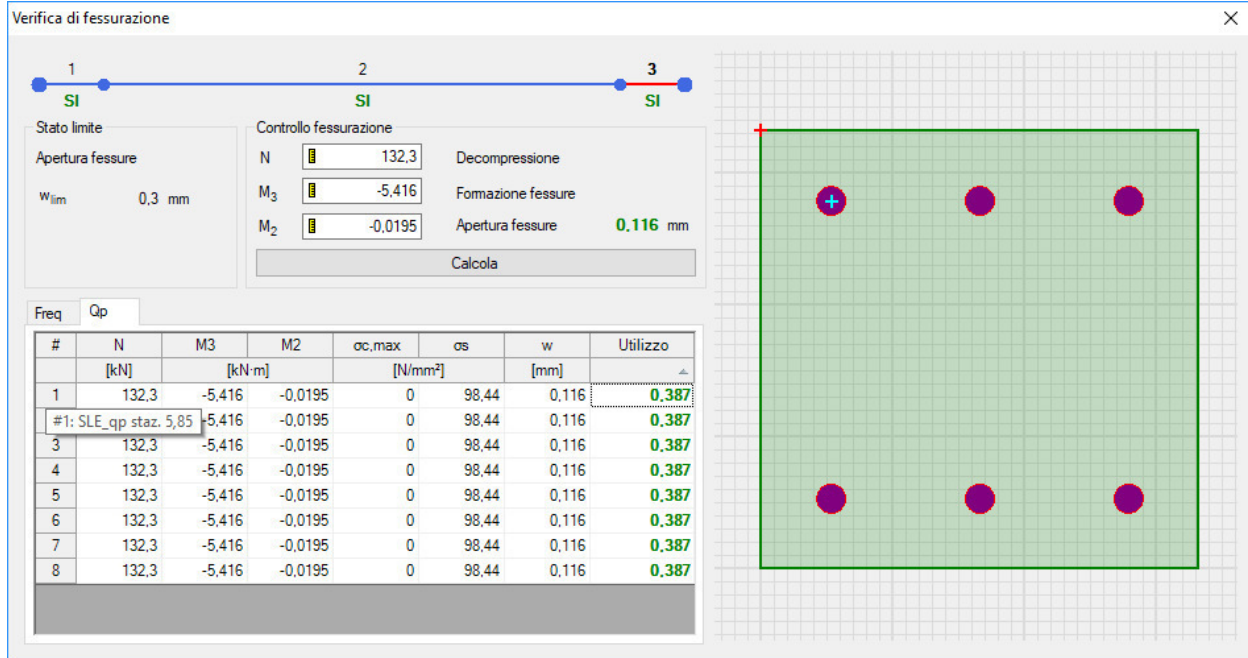 Verifica di fessurazione
1 2 3
SI SI SI
Stato limite
Apertura fessure
wlim 0,3 mm
Controllo fessurazione
N 132,3 Decompressione
M3 -5,416 Formazione fessure
M2 -0,0195 Apertura fessure 0,116 mm
Calcola
Freq Qp
# N M3 M2 σc,max σs w Utilizzo
[kN] [kN·m] [N/mm²] [mm]
1 132,3 -5,416 -0,0195 0 98,44 0,116 0,387
#1: SLE_qp staz. 5,85 -5,416 -0,0195 0 98,44 0,116 0,387
3 132,3 -5,416 -0,0195 0 98,44 0,116 0,387
4 132,3 -5,416 -0,0195 0 98,44 0,116 0,387
5 132,3 -5,416 -0,0195 0 98,44 0,116 0,387
6 132,3 -5,416 -0,0195 0 98,44 0,116 0,387
7 132,3 -5,416 -0,0195 0 98,44 0,116 0,387
8 132,3 -5,416 -0,0195 0 98,44 0,116 0,387